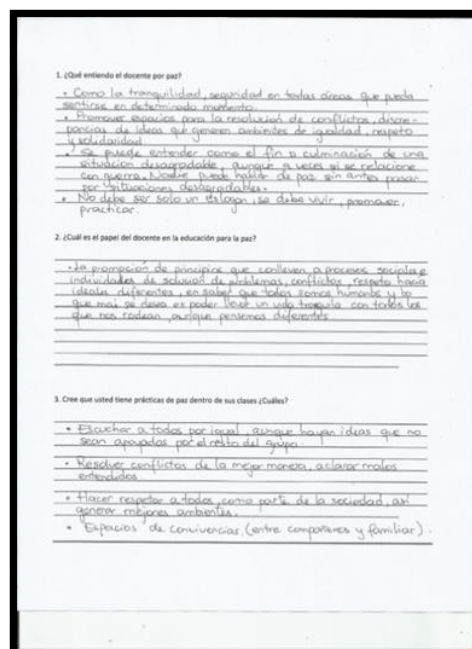 1. ¿Qué entiendo el docente por paz?
• Como la tranquilidad, seguridad en todas áreas que pueda
sentirse en determinado momento.
• Promover espacios para la resolución de conflictos, discre-
pancias de ideas que generen ambientes de igualdad, respeto
y solidaridad
• Se puede entender como el fin o culminación de una
situación desagradable, aunque a veces si se relacione
con guerra. Nadie puede hablar de paz sin antes pasar
por situaciones desagradables.
• No debe ser solo un eslogan, se debe vivir, promover,
practicar.
2. ¿Cuál es el papel del docente en la educación para la paz?
• La promoción de principios que conlleven a procesos sociales e
individuales de solución de problemas, conflictos, respeto hacia
ideales diferentes, en saber que todos somos humanos y lo
que mas se desea es poder llevar un vida tranquila con todos los
que nos rodean, aunque pensemos diferentes
3. Cree que usted tiene prácticas de paz dentro de sus clases ¿Cuáles?
• Escuchar a todos por igual, aunque hayan ideas que no
sean apoyadas por el resto del grupo.
• Resolver conflictos de la mejor manera, aclarar malos
entendidos.
• Hacer respetar a todos, como parte de la sociedad, así
generar mejores ambientes.
• Espacios de convivencias, (entre compañeros y familiar).